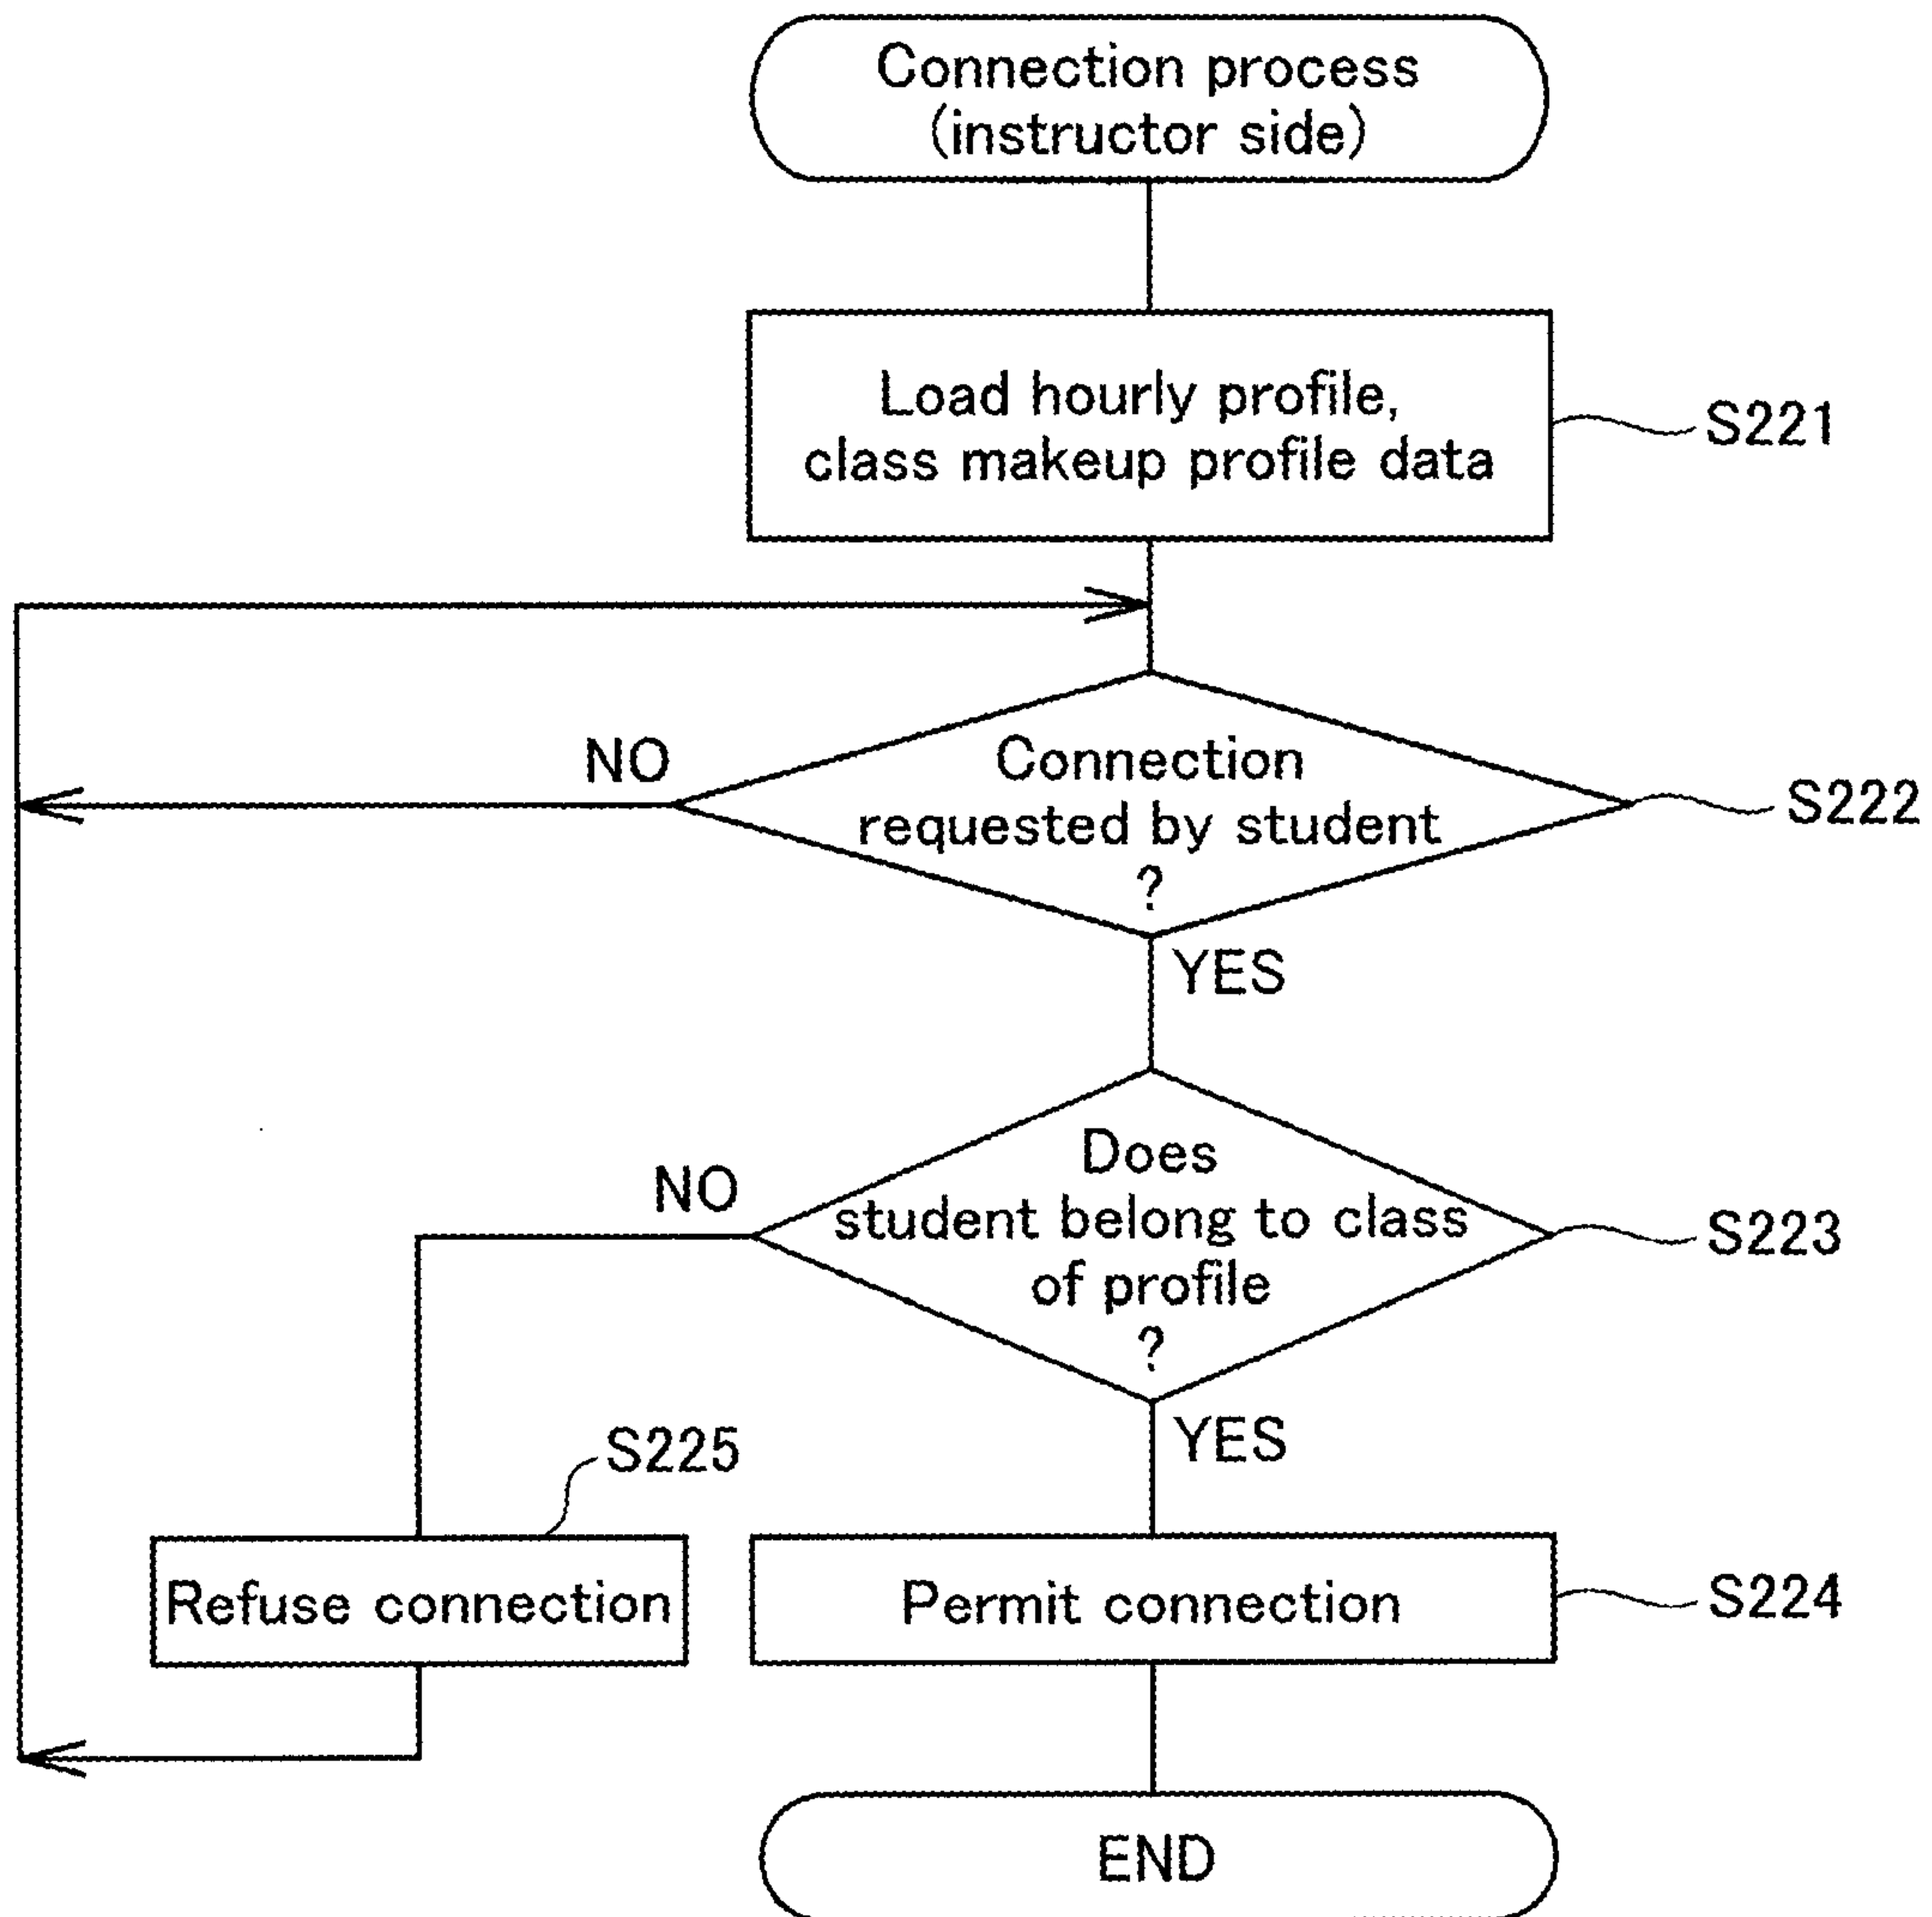 Connection process
(instructor side)
Load hourly profile,
class makeup profile data
S221
NO
Connection
requested by student
?
S222
YES
NO
Does
student belong to class
of profile
?
S223
YES
S225
Refuse connection
Permit connection
S224
END